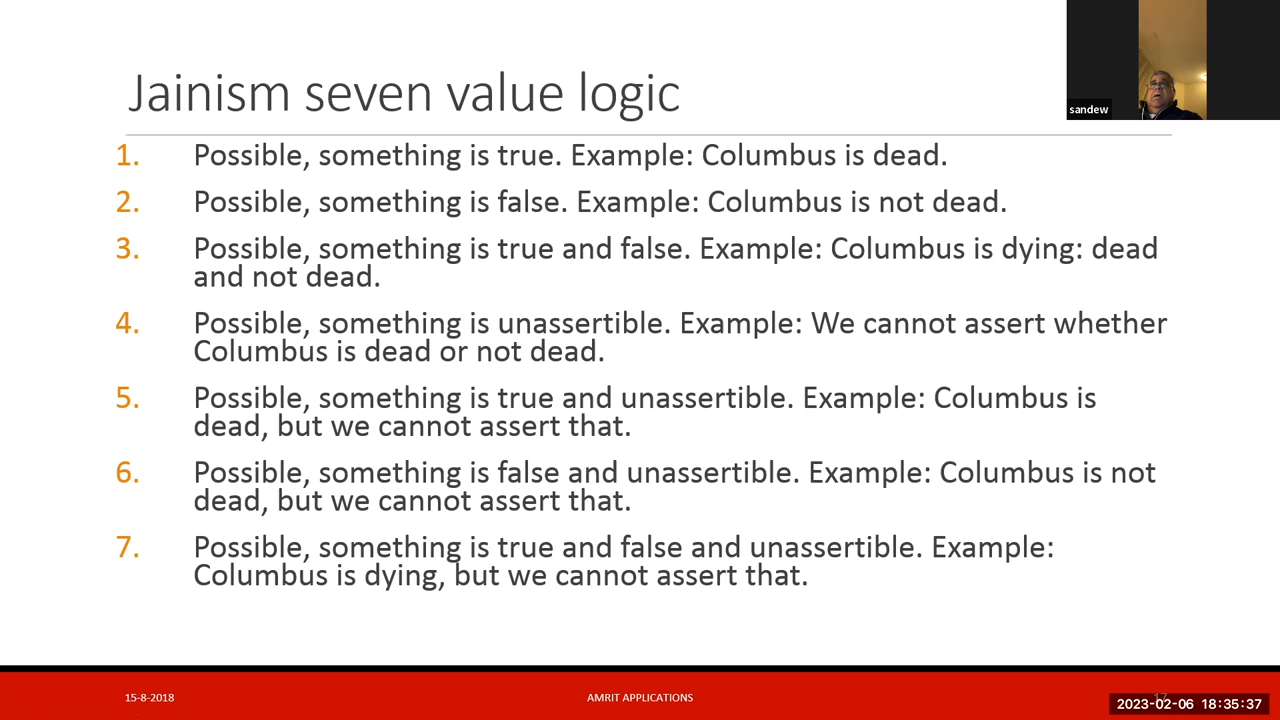 Jainism seven value logic
sandew
1. Possible, something is true. Example: Columbus is dead.
2. Possible, something is false. Example: Columbus is not dead.
3. Possible, something is true and false. Example: Columbus is dying: dead
and not dead.
4. Possible, something is unassertible. Example: We cannot assert whether
Columbus is dead or not dead.
5. Possible, something is true and unassertible. Example: Columbus is
dead, but we cannot assert that.
6. Possible, something is false and unassertible. Example: Columbus is not
dead, but we cannot assert that.
7. Possible, something is true and false and unassertible. Example:
Columbus is dying, but we cannot assert that.
15-8-2018
AMRIT APPLICATIONS
2023-02-06 18:35:37